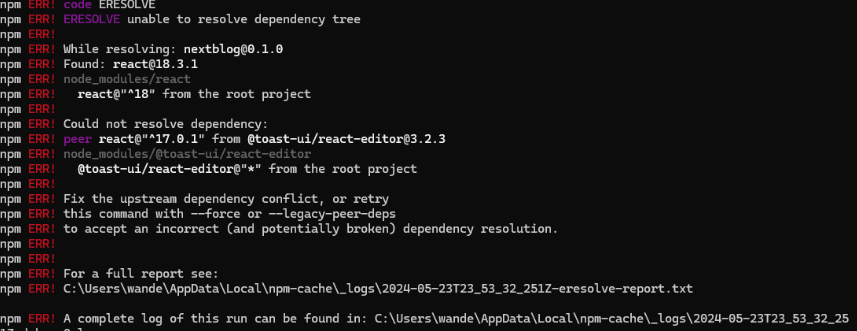 npm ERR! code ERESOLVE
npm ERR! ERESOLVE unable to resolve dependency tree
npm ERR!
npm ERR! While resolving: nextblog@0.1.0
npm ERR! Found: react@18.3.1
npm ERR! node_modules/react
npm ERR!   react@"^18" from the root project
npm ERR!
npm ERR! Could not resolve dependency:
npm ERR! peer react@"^17.0.1" from @toast-ui/react-editor@3.2.3
npm ERR! node_modules/@toast-ui/react-editor
npm ERR!   @toast-ui/react-editor@"*" from the root project
npm ERR!
npm ERR! Fix the upstream dependency conflict, or retry
npm ERR! this command with --force or --legacy-peer-deps
npm ERR! to accept an incorrect (and potentially broken) dependency resolution.
npm ERR!
npm ERR!
npm ERR! For a full report see:
npm ERR! C:\Users\wande\AppData\Local\npm-cache\_logs\2024-05-23T23_53_32_251Z-eresolve-report.txt

npm ERR! A complete log of this run can be found in: C:\Users\wande\AppData\Local\npm-cache\_logs\2024-05-23T23_53_32_25